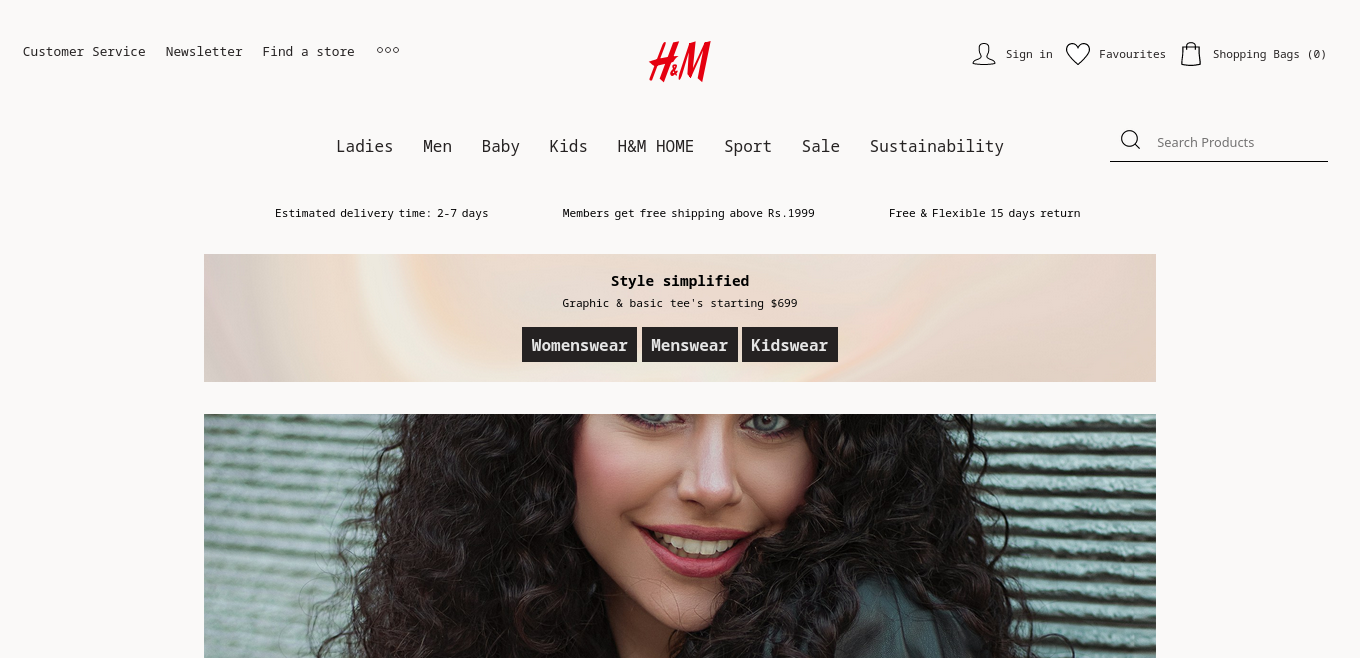 Customer Service Newsletter Find a store
H&M
Sign in Favourites Shopping Bags (0)
Ladies Men Baby Kids H&M HOME Sport Sale Sustainability
Search Products
Estimated delivery time: 2-7 days
Members get free shipping above Rs.1999
Free & Flexible 15 days return
Style simplified
Graphic & basic tee's starting $699
Womenswear Menswear Kidswear